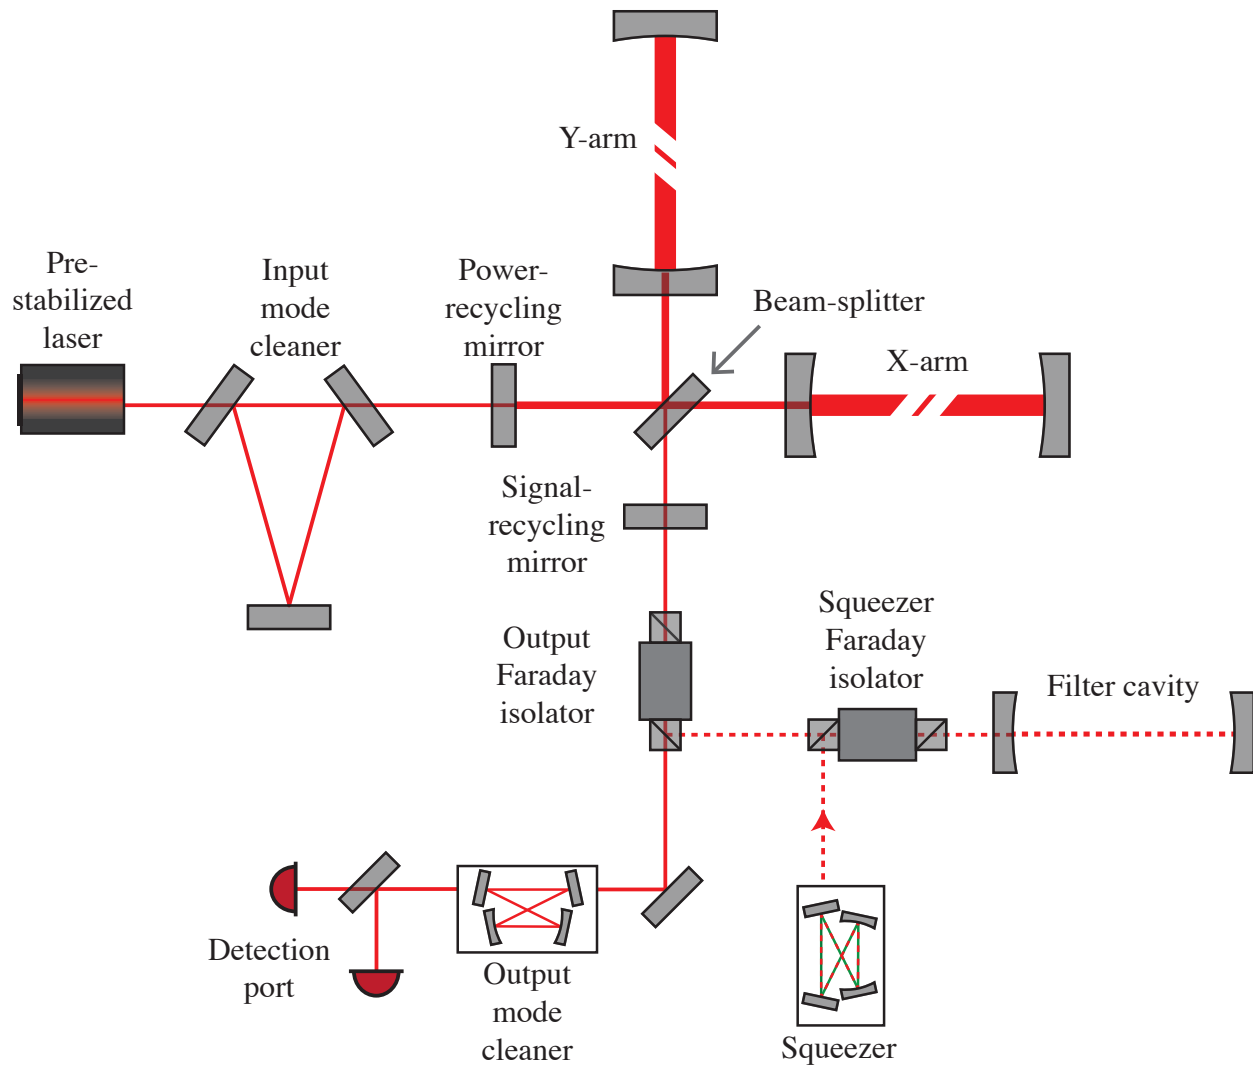 Y-arm
Pre-
stabilized
laser
Input
mode
cleaner
Power-
recycling
mirror
Beam-splitter
X-arm
Signal-
recycling
mirror
Output
Faraday
isolator
Squeezer
Faraday
isolator
Filter cavity
Detection
port
Output
mode
cleaner
Squeezer